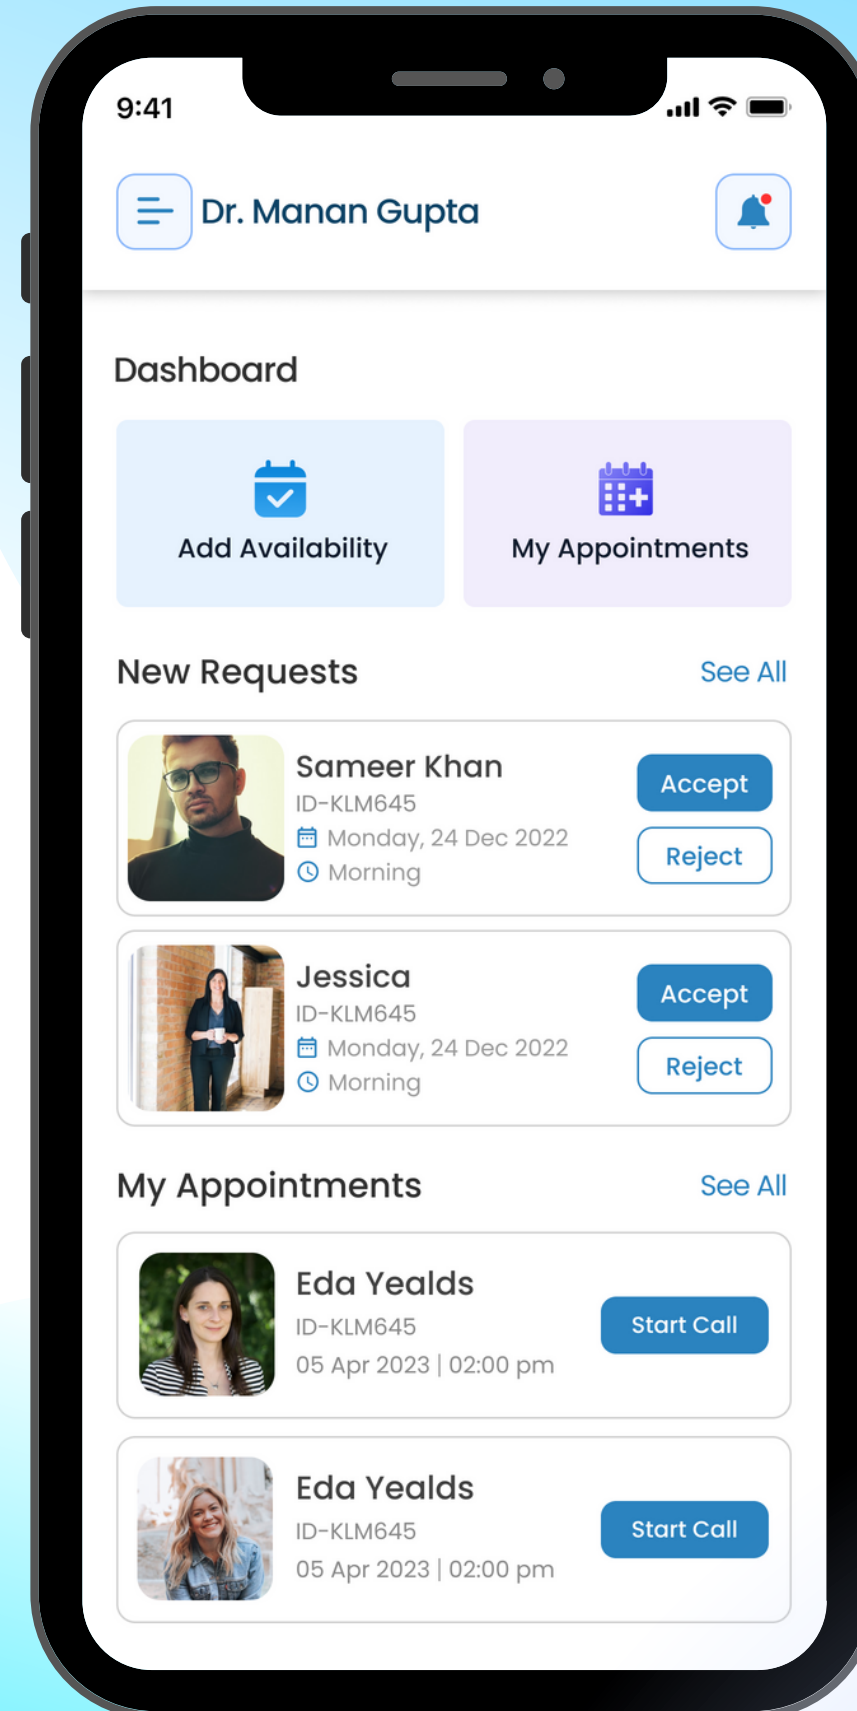 9:41
Dr. Manan Gupta
Dashboard
Add Availability
My Appointments
New Requests
See All
Sameer Khan
ID-KLM645
Monday, 24 Dec 2022
Morning
Accept
Reject
Jessica
ID-KLM645
Monday, 24 Dec 2022
Morning
Accept
Reject
My Appointments
See All
Eda Yealds
ID-KLM645
05 Apr 2023 | 02:00 pm
Start Call
Eda Yealds
ID-KLM645
05 Apr 2023 | 02:00 pm
Start Call